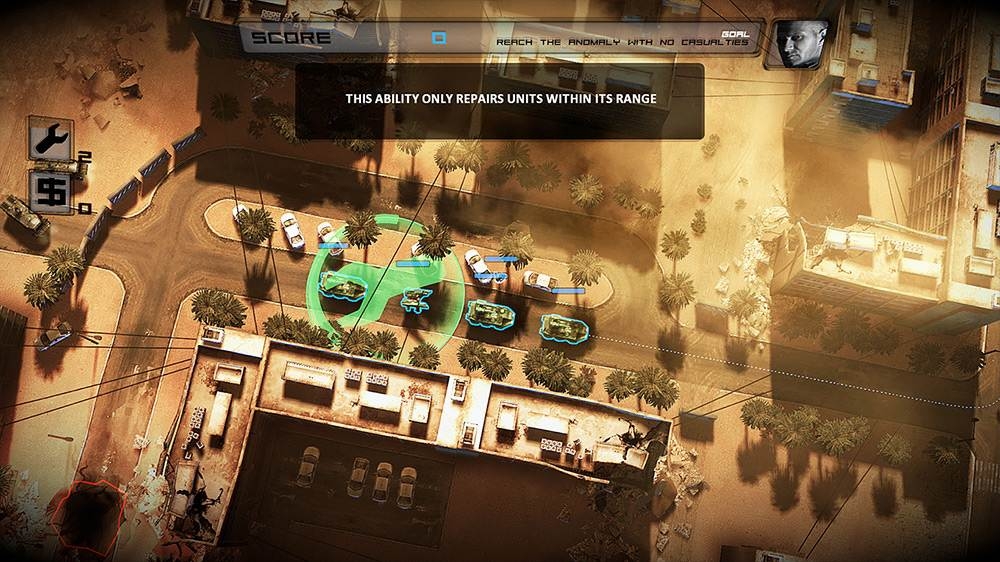 SCORE
0
GOAL
REACH THE ANOMALY WITH NO CASUALTIES
THIS ABILITY ONLY REPAIRS UNITS WITHIN ITS RANGE
2
$
0